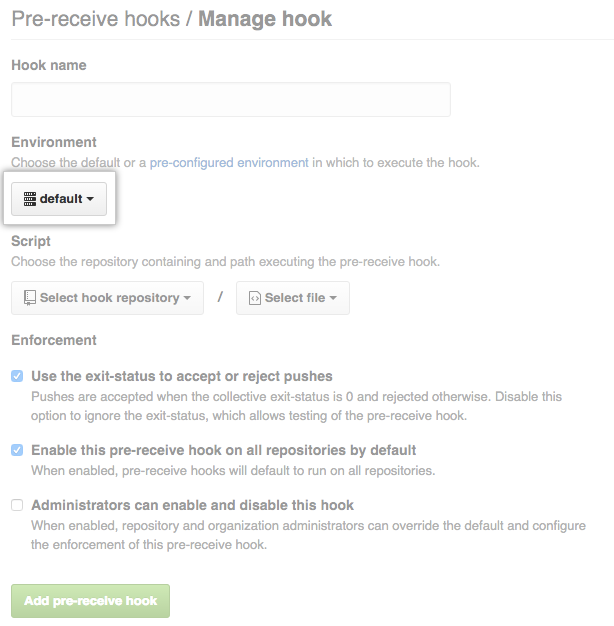 Pre-receive hooks / Manage hook
Hook name
Environment
Choose the default or a pre-configured environment in which to execute the hook.
default
Script
Choose the repository containing and path executing the pre-receive hook.
Select hook repository / Select file
Enforcement
Use the exit-status to accept or reject pushes
Pushes are accepted when the collective exit-status is 0 and rejected otherwise. Disable this
option to ignore the exit-status, which allows testing of the pre-receive hook.
Enable this pre-receive hook on all repositories by default
When enabled, pre-receive hooks will default to run on all repositories.
Administrators can enable and disable this hook
When enabled, repository and organization administrators can override the default and configure
the enforcement of this pre-receive hook.
Add pre-receive hook